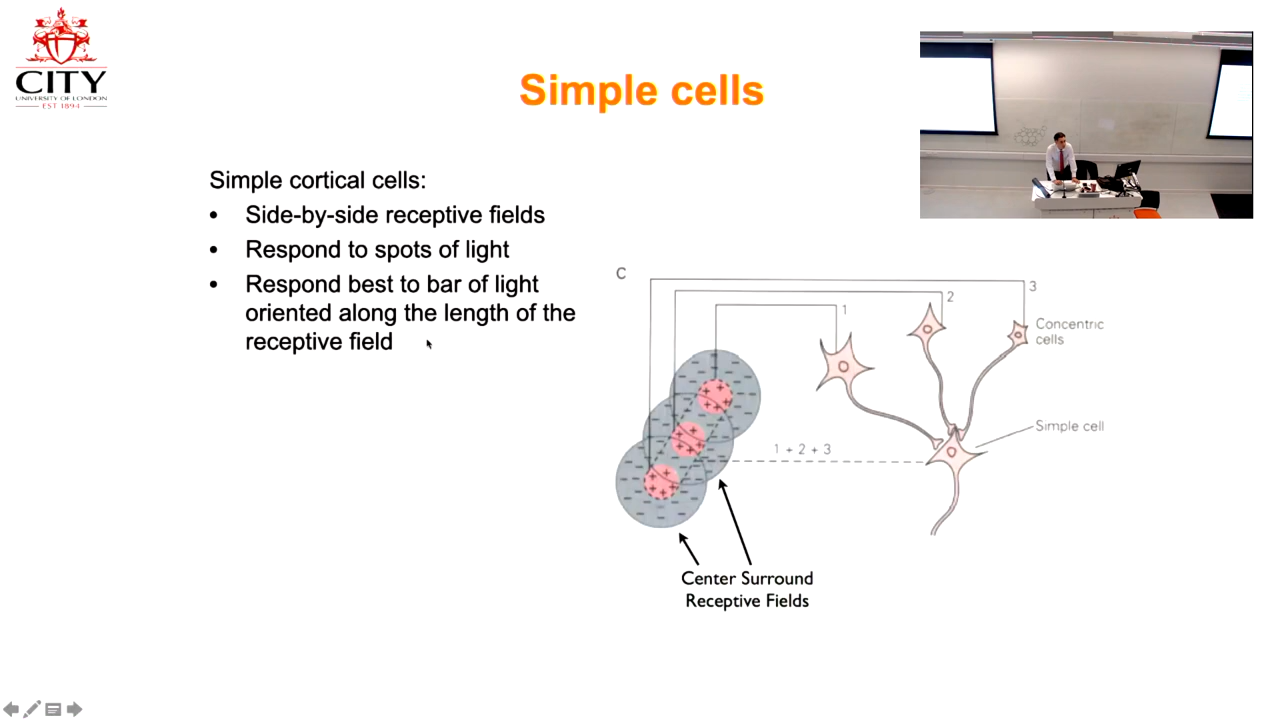 CITY
UNIVERSITY OF LONDON
EST 1894
Simple cells
Simple cortical cells:
• Side-by-side receptive fields
• Respond to spots of light
• Respond best to bar of light
oriented along the length of the
receptive field
C
3
2
1
Concentric
cells
Simple cell
1 + 2 + 3
Center Surround
Receptive Fields